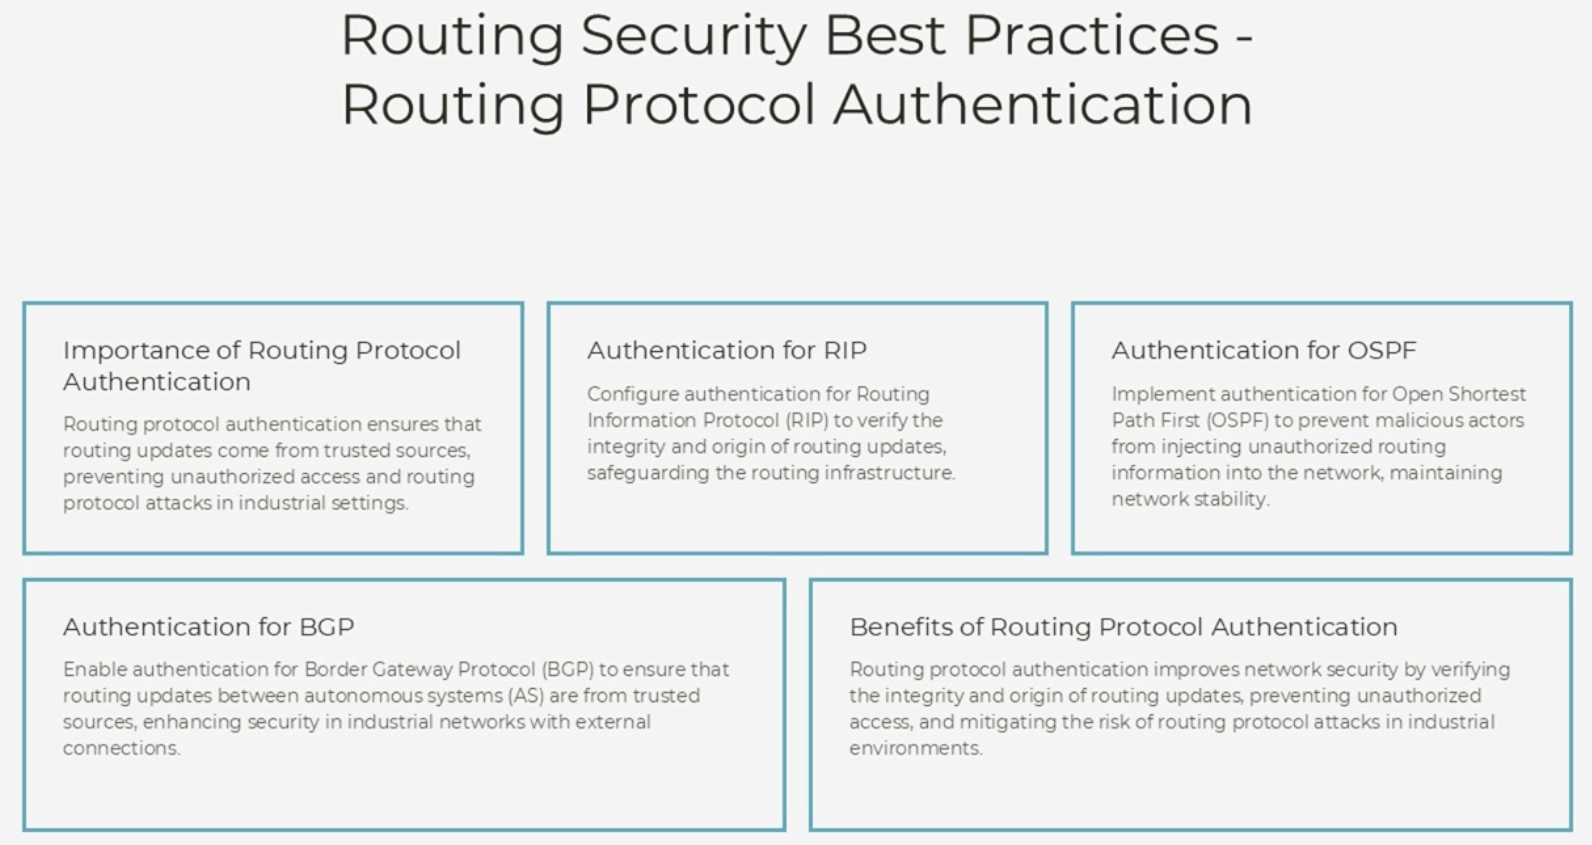 Routing Security Best Practices -
Routing Protocol Authentication
Importance of Routing Protocol
Authentication
Routing protocol authentication ensures that
routing updates come from trusted sources,
preventing unauthorized access and routing
protocol attacks in industrial settings.
Authentication for RIP
Configure authentication for Routing
Information Protocol (RIP) to verify the
integrity and origin of routing updates,
safeguarding the routing infrastructure.
Authentication for OSPF
Implement authentication for Open Shortest
Path First (OSPF) to prevent malicious actors
from injecting unauthorized routing
information into the network, maintaining
network stability.
Authentication for BGP
Enable authentication for Border Gateway Protocol (BGP) to ensure that
routing updates between autonomous systems (AS) are from trusted
sources, enhancing security in industrial networks with external
connections.
Benefits of Routing Protocol Authentication
Routing protocol authentication improves network security by verifying
the integrity and origin of routing updates, preventing unauthorized
access, and mitigating the risk of routing protocol attacks in industrial
environments.